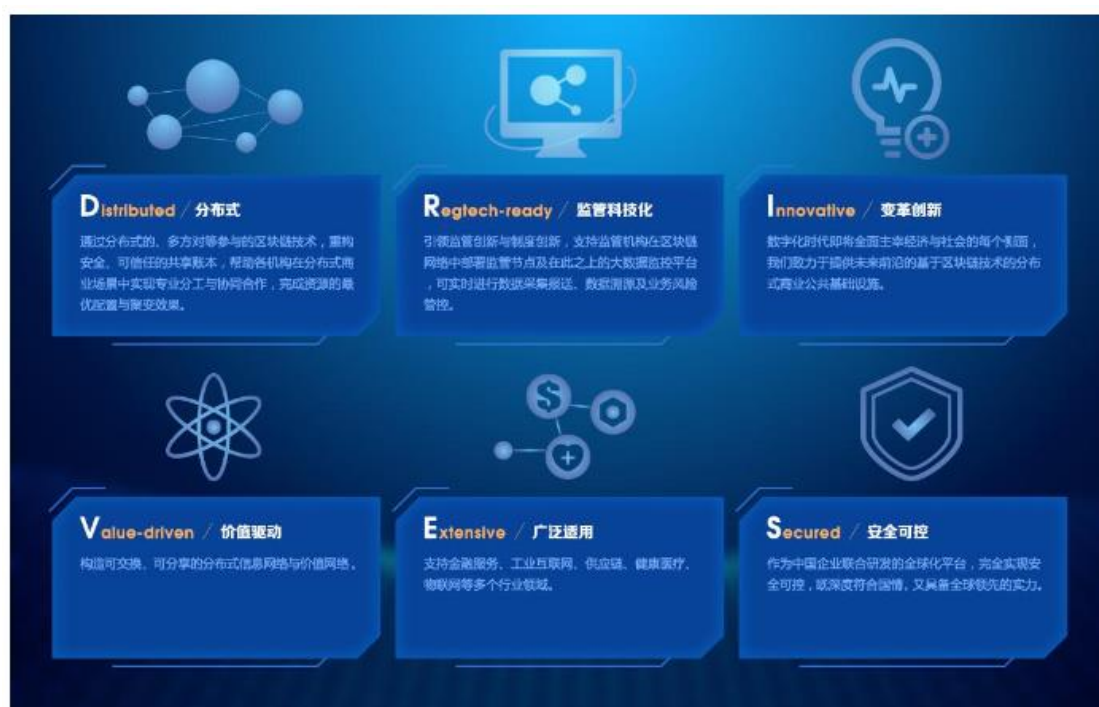 Distributed / 分布式
通过分布式的、多方对等参与的区块链技术，重构
安全、可信任的共享账本，帮助各机构在分布式商
业场景中实现专业分工与协同合作，完成资源的最
优配置与聚变效果。
Regtech-ready / 监管科技化
引领监管创新与制度创新，支持监管机构在区块链
网络中部署监管节点及在此之上的大数据监控平台
，可实时进行数据采集报送、数据溯源及业务风险
管控。
Innovative / 变革创新
数字化时代即将全面主宰经济与社会的每个侧面，
我们致力于提供未来前沿的基于区块链技术的分布
式商业公共基础设施。
Value-driven / 价值驱动
构造可交换、可分享的分布式信息网络与价值网络。
Extensive / 广泛适用
支持金融服务、工业互联网、供应链、健康医疗、
物联网等多个行业领域。
Secured / 安全可控
作为中国企业联合研发的全球化平台，完全实现安
全可控，既深度符合国情，又具备全球领先的实力。